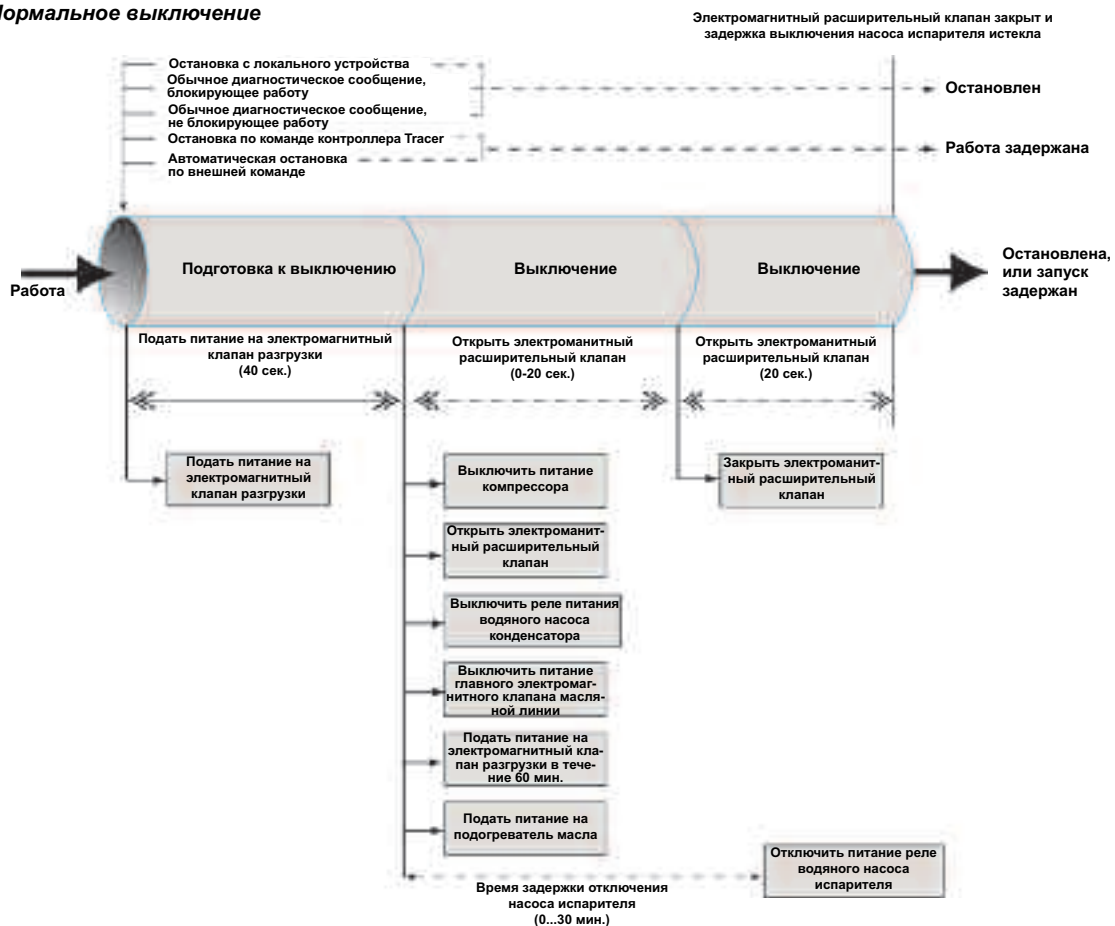 Нормальное выключение
Электромагнитный расширительный клапан закрыт и
задержка выключения насоса испарителя истекла
Остановка с локального устройства
Обычное диагностическое сообщение,
блокирующее работу
Обычное диагностическое сообщение,
не блокирующее работу
Остановка по команде контроллера Tracer
Автоматическая остановка
по внешней команде
Остановлен
Работа задержана
Работа
Подготовка к выключению
Выключение
Выключение
Остановлена,
или запуск
задержан
Подать питание на электромагнитный
клапан разгрузки
(40 сек.)
Открыть электроманитный
расширительный клапан
(0-20 сек.)
Открыть электроманитный
расширительный клапан
(20 сек.)
Подать питание на
электромагнитный
клапан разгрузки
Выключить питание
компрессора
Закрыть электроманит-
ный расширительный
клапан
Открыть электроманит-
ный расширительный
клапан
Выключить реле питания
водяного насоса
конденсатора
Выключить питание
главного электромаг-
нитного клапана масля-
ной линии
Подать питание на
электромагнитный кла-
пан разгрузки в тече-
ние 60 мин.
Подать питание на
подогреватель масла
Отключить питание реле
водяного насоса
испарителя
Время задержки отключения
насоса испарителя
(0...30 мин.)